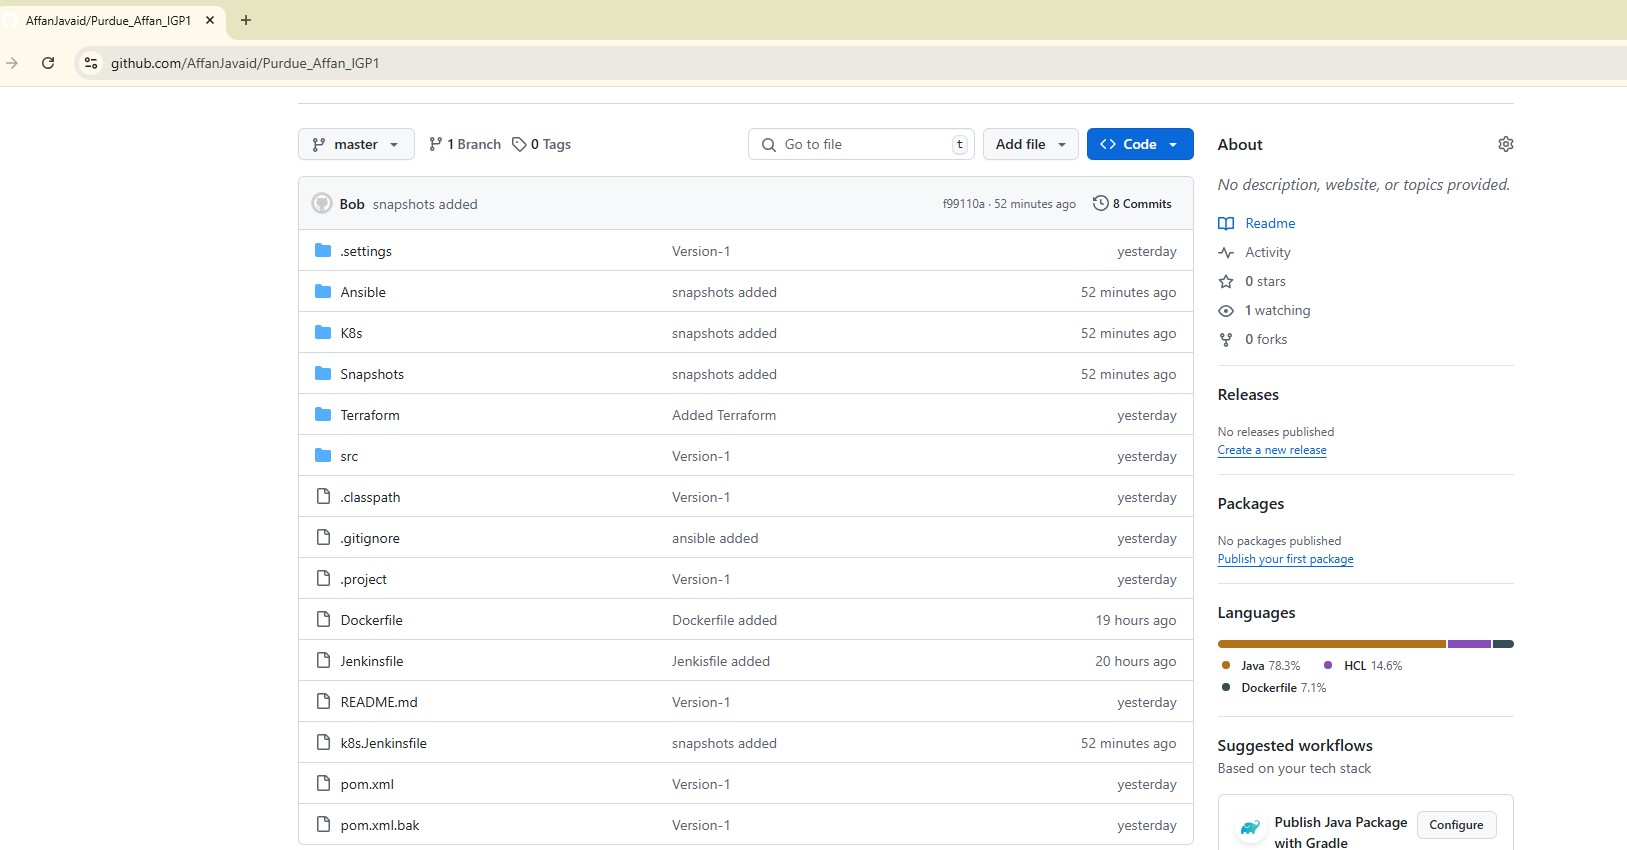 AffanJavaid/Purdue_Affan_IGP1
github.com/AffanJavaid/Purdue_Affan_IGP1
master 1 Branch 0 Tags Go to file t Add file Code
Bob snapshots added f99110a · 52 minutes ago 8 Commits
.settings Version-1 yesterday
Ansible snapshots added 52 minutes ago
K8s snapshots added 52 minutes ago
Snapshots snapshots added 52 minutes ago
Terraform Added Terraform yesterday
src Version-1 yesterday
.classpath Version-1 yesterday
.gitignore ansible added yesterday
.project Version-1 yesterday
Dockerfile Dockerfile added 19 hours ago
Jenkinsfile Jenkisfile added 20 hours ago
README.md Version-1 yesterday
k8s.Jenkinsfile snapshots added 52 minutes ago
pom.xml Version-1 yesterday
pom.xml.bak Version-1 yesterday
About
No description, website, or topics provided.
Readme
Activity
0 stars
1 watching
0 forks
Releases
No releases published
Create a new release
Packages
No packages published
Publish your first package
Languages
Java 78.3% HCL 14.6%
Dockerfile 7.1%
Suggested workflows
Based on your tech stack
Publish Java Package Configure
with Gradle